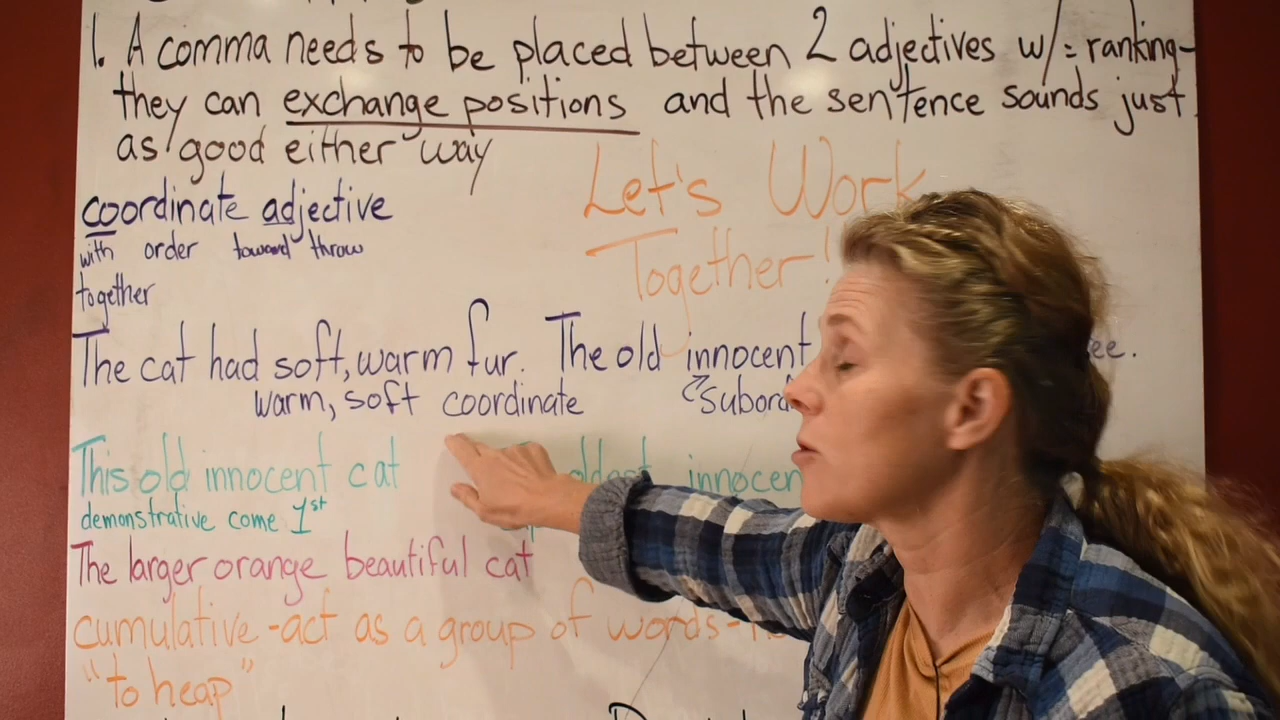 1. A comma needs to be placed between 2 adjectives w/= ranking-
they can exchange positions and the sentence sounds just
as good either way
Let's Work
Together!
coordinate adjective
with order toward throw
together
The cat had soft, warm fur. The old innocent
warm, soft coordinate
This old innocent cat oldest innocen
demonstrative come 1st
The larger orange beautiful cat
cumulative-act as a group of words-
"to heap"